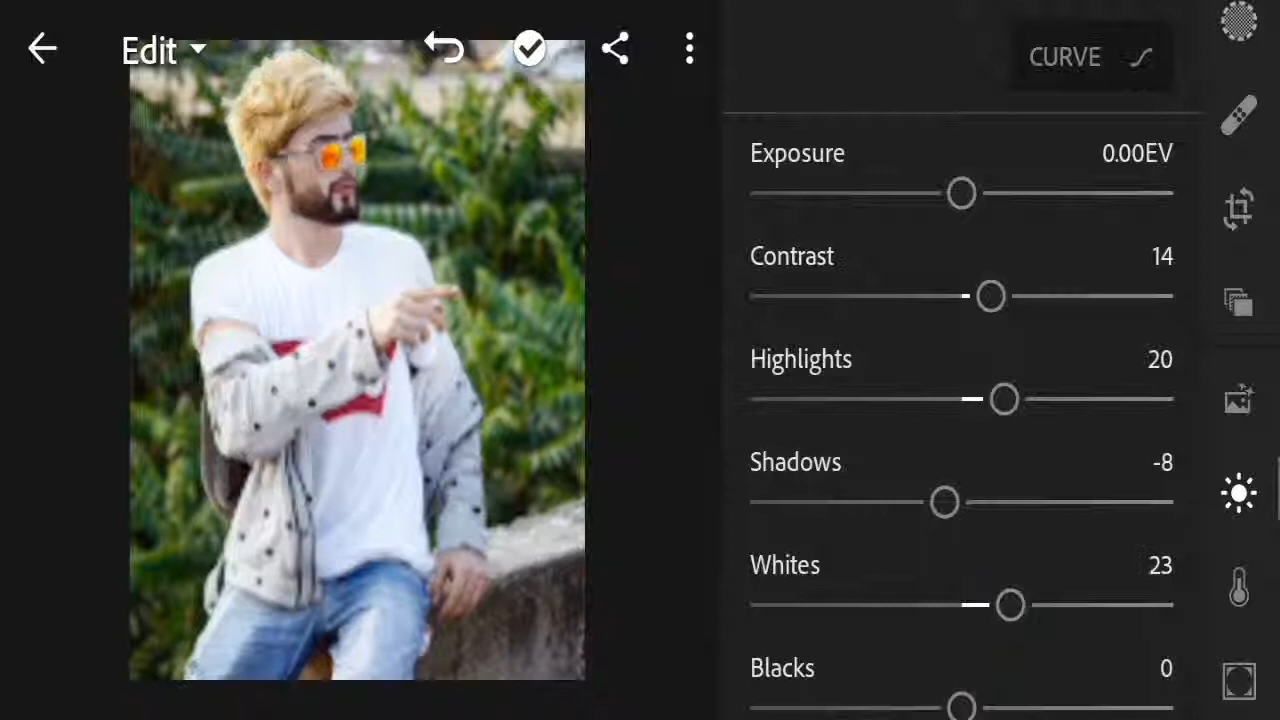 Edit
CURVE
Exposure 0.00EV
Contrast 14
Highlights 20
Shadows -8
Whites 23
Blacks 0